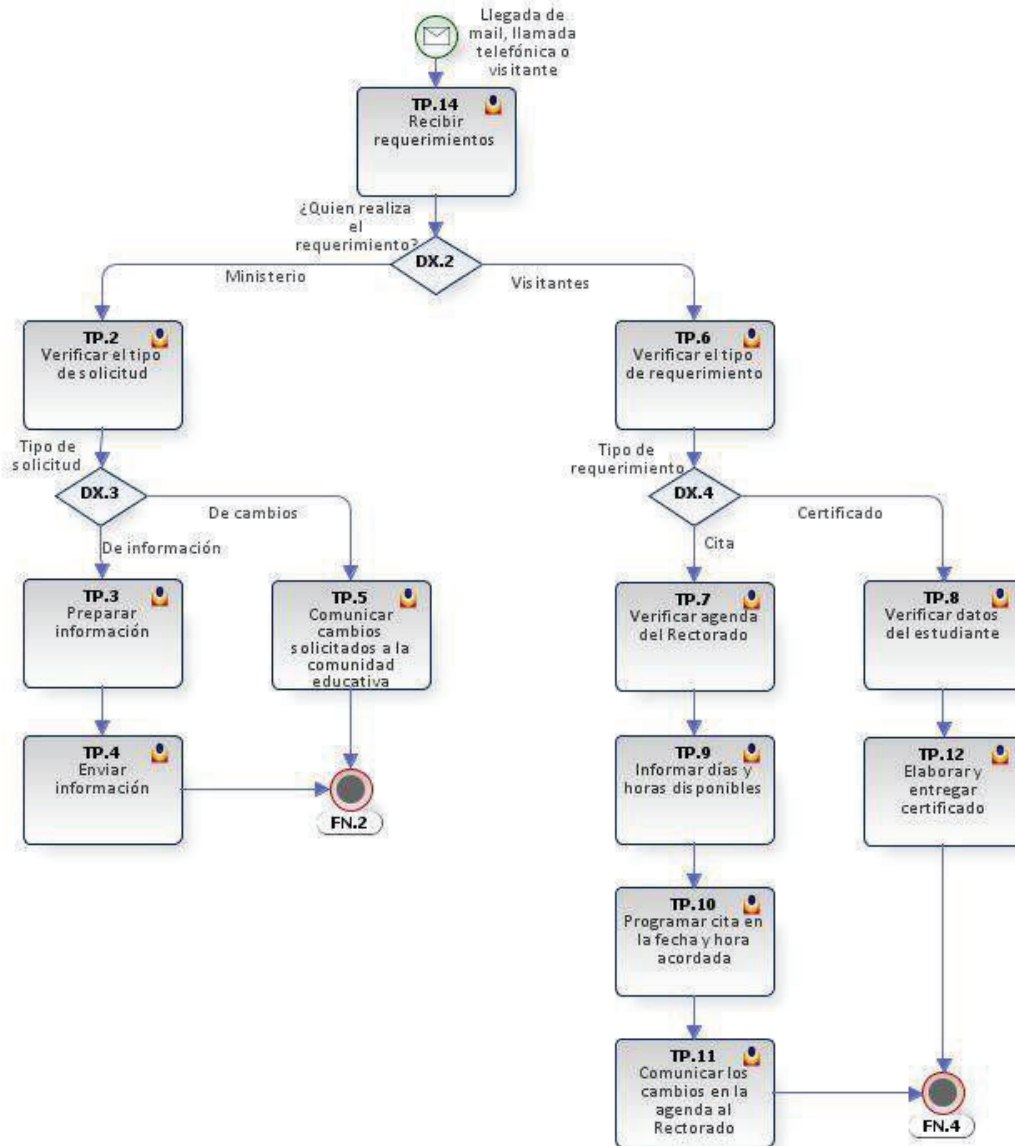 Llegada de
mail, llamada
telefónica o
visitante
TP.14
Recibir
requerimientos
¿Quien realiza
el
requerimiento?
DX.2
Ministerio
Visitantes
TP.2
Verificar el tipo
de solicitud
TP.6
Verificar el tipo
de requerimiento
Tipo de
solicitud
DX.3
De cambios
De información
Tipo de
requerimiento
DX.4
Certificado
Cita
TP.3
Preparar
información
TP.5
Comunicar
cambios
solicitados a la
comunidad
educativa
TP.7
Verificar agenda
del Rectorado
TP.8
Verificar datos
del estudiante
TP.4
Enviar
información
FN.2
TP.9
Informar días y
horas disponibles
TP.12
Elaborar y
entregar
certificado
TP.10
Programar cita en
la fecha y hora
acordada
TP.11
Comunicar los
cambios en la
agenda al
Rectorado
FN.4